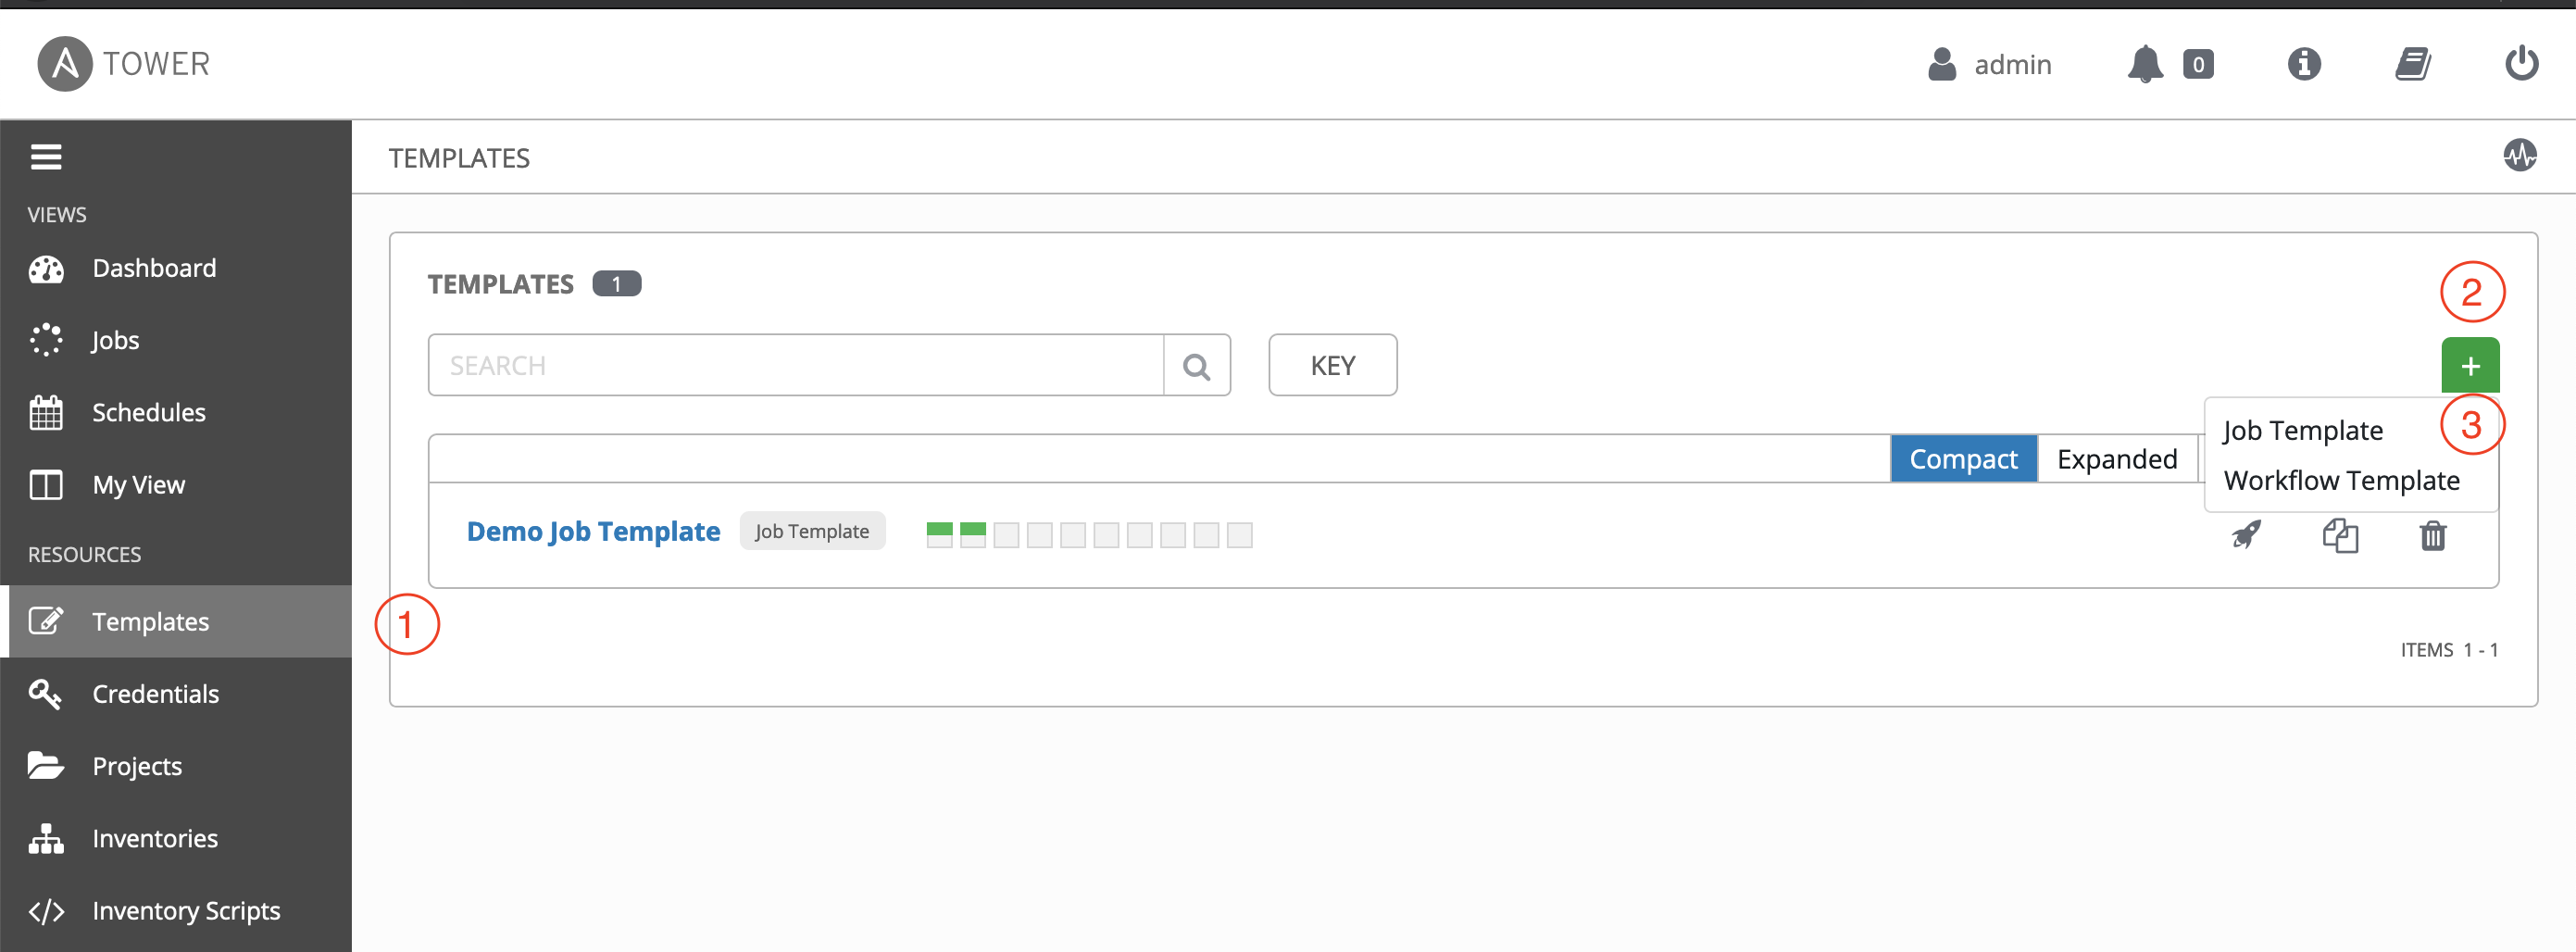 TOWER
admin
0
TEMPLATES
VIEWS
Dashboard
Jobs
Schedules
My View
RESOURCES
Templates
Credentials
Projects
Inventories
Inventory Scripts
TEMPLATES 1
2
SEARCH
KEY
+
Job Template
3
Workflow Template
Compact
Expanded
Demo Job Template
Job Template
1
ITEMS 1 - 1